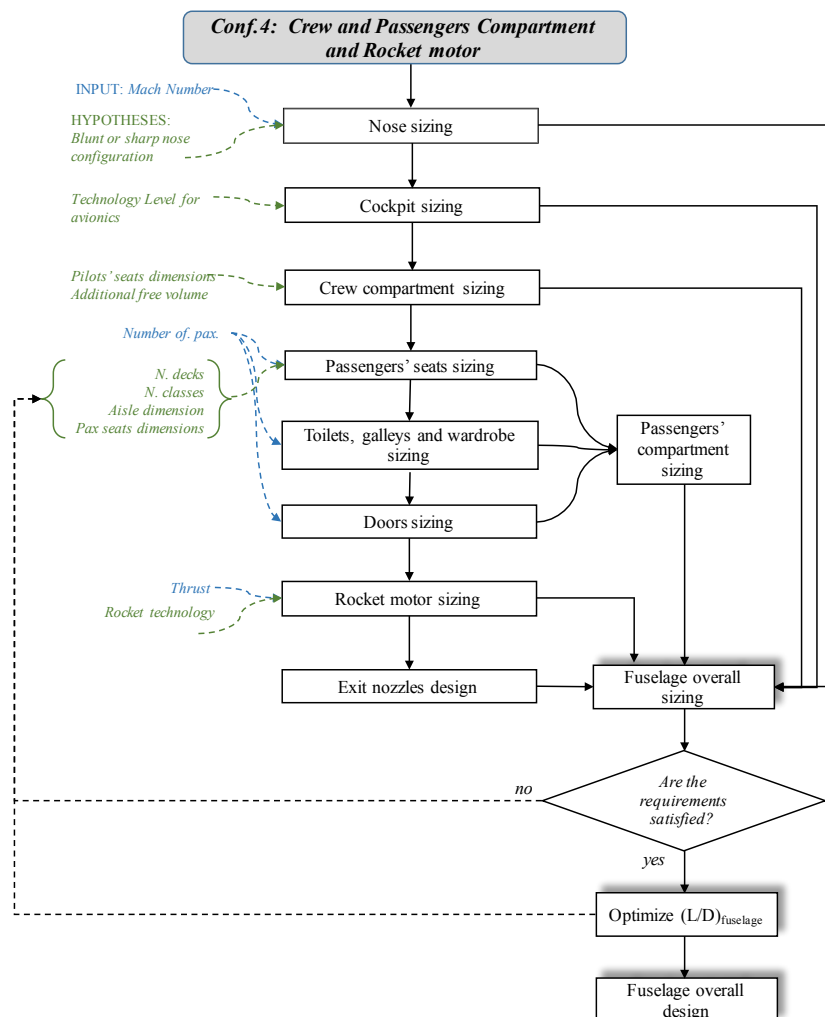 Conf.4: Crew and Passengers Compartment
and Rocket motor
INPUT: Mach Number
HYPOTHESES:
Blunt or sharp nose
configuration
Nose sizing
Technology Level for
avionics
Cockpit sizing
Pilots' seats dimensions
Additional free volume
Crew compartment sizing
Number of. pax.
N. decks
N. classes
Aisle dimension
Pax seats dimensions
Passengers' seats sizing
Toilets, galleys and wardrobe
sizing
Passengers'
compartment
sizing
Doors sizing
Thrust
Rocket technology
Rocket motor sizing
Exit nozzles design
Fuselage overall
sizing
Are the
requirements
satisfied?
no
yes
Optimize (L/D)fuselage
Fuselage overall
design